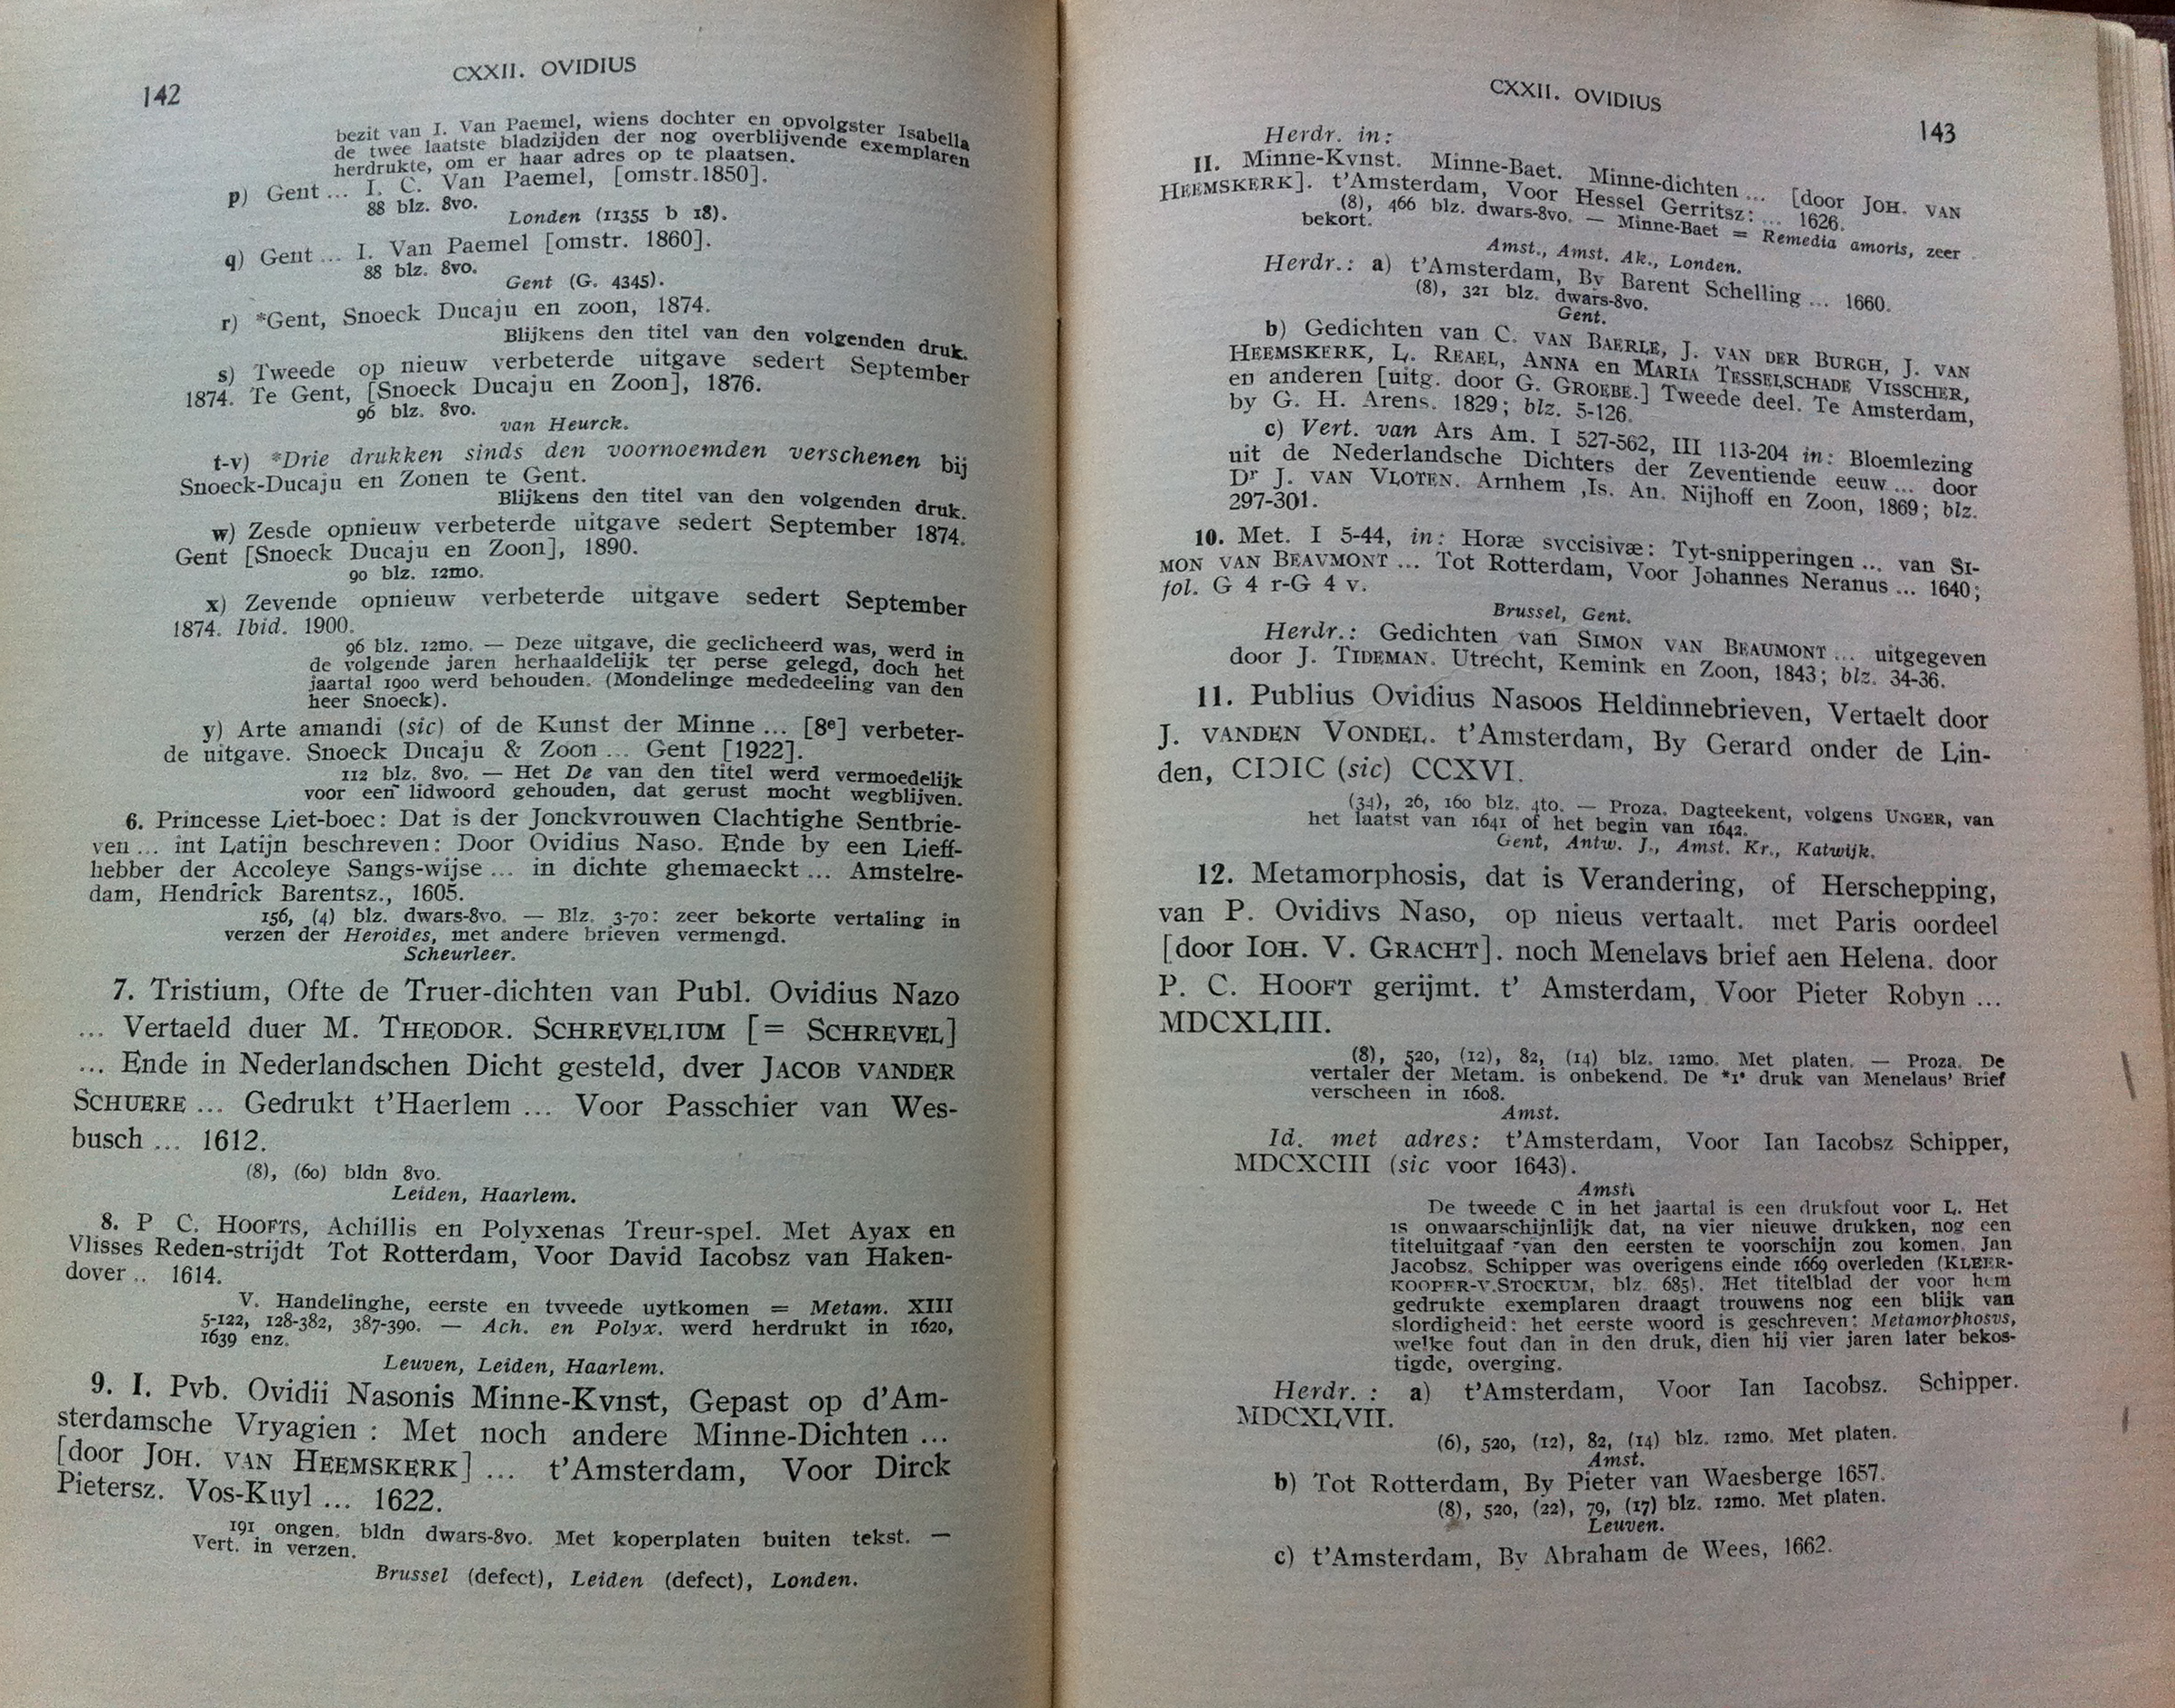 142
CXXII. OVIDIUS
bezit van I. Van Paemel, wiens dochter en opvolgster Isabella
de twee laatste bladzijden der nog overblijvende exemplaren
herdrukte, om er haar adres op te plaatsen.
p) Gent ... I. C. Van Paemel, [omstr. 1850].
88 blz. 8vo.
Londen (11355 b 18).
q) Gent ... I. Van Paemel [omstr. 1860].
88 blz. 8vo.
Gent (G. 4345).
r) *Gent, Snoeck Ducaju en zoon, 1874.
Blijkens den titel van den volgenden druk.
s) Tweede op nieuw verbeterde uitgave sedert September
1874. Te Gent, [Snoeck Ducaju en Zoon], 1876.
96 blz. 8vo.
van Heurck.
t-v) *Drie drukken sinds den voornoemden verschenen bij
Snoeck-Ducaju en Zonen te Gent.
Blijkens den titel van den volgenden druk.
w) Zesde opnieuw verbeterde uitgave sedert September 1874.
Gent [Snoeck Ducaju en Zoon], 1890.
90 blz. 12mo.
x) Zevende opnieuw verbeterde uitgave sedert September
1874. Ibid. 1900.
96 blz. 12mo. — Deze uitgave, die geclicheerd was, werd in
de volgende jaren herhaaldelijk ter perse gelegd, doch het
jaartal 1900 werd behouden. (Mondelinge mededeeling van den
heer Snoeck).
y) Arte amandi (sic) of de Kunst der Minne ... [8e] verbeter-
de uitgave. Snoeck Ducaju & Zoon ... Gent [1922].
112 blz. 8vo. — Het De van den titel werd vermoedelijk
voor een lidwoord gehouden, dat gerust mocht wegblijven.
6. Princesse Liet-boec: Dat is der Jonckvrouwen Clachtighe Sentbrie-
ven ... int Latijn beschreven: Door Ovidius Naso. Ende by een Lieff-
hebber der Accoleye Sangs-wijse ... in dichte ghemaeckt ... Amstelre-
dam, Hendrick Barentsz., 1605.
156, (4) blz. dwars-8vo. — Blz. 3-70: zeer bekorte vertaling in
verzen der Heroides, met andere brieven vermengd.
Scheurleer.
7. Tristium, Ofte de Truer-dichten van Publ. Ovidius Nazo
... Vertaeld duer M. THEODOR. SCHREVELIUM [= SCHREVEL]
... Ende in Nederlandschen Dicht gesteld, dver JACOB VANDER
SCHUERE ... Gedrukt t'Haerlem ... Voor Passchier van Wes-
busch ... 1612.
(8), (60) bldn 8vo.
Leiden, Haarlem.
8. P C. HOOFTS, Achillis en Polyxenas Treur-spel. Met Ayax en
Vlisses Reden-strijdt Tot Rotterdam, Voor David Iacobsz van Haken-
dover .. 1614.
V. Handelinghe, eerste en tvveede uytkomen = Metam. XIII
5-122, 128-382, 387-390. — Ach. en Polyx. werd herdrukt in 1620,
1639 enz.
Leuven, Leiden, Haarlem.
9. I. Pvb. Ovidii Nasonis Minne-Kvnst, Gepast op d'Am-
sterdamsche Vryagien : Met noch andere Minne-Dichten ...
[door JOH. VAN HEEMSKERK] ... t'Amsterdam, Voor Dirck
Pietersz. Vos-Kuyl ... 1622.
191 ongen. bldn dwars-8vo. Met koperplaten buiten tekst. —
Vert. in verzen.
Brussel (defect), Leiden (defect), Londen.
CXXII. OVIDIUS
143
Herdr. in:
II. Minne-Kvnst. Minne-Baet. Minne-dichten ... [door JOH. VAN
HEEMSKERK]. t'Amsterdam, Voor Hessel Gerritsz: ... 1626.
(8), 466 blz. dwars-8vo. — Minne-Baet = Remedia amoris, zeer
bekort.
Amst., Amst. Ak., Londen.
Herdr.: a) t'Amsterdam, By Barent Schelling ... 1660.
(8), 321 blz. dwars-8vo.
Gent.
b) Gedichten van C. VAN BAERLE, J. VAN DER BURGH, J. VAN
HEEMSKERK, L. REAEL, ANNA en MARIA TESSELSCHADE VISSCHER,
en anderen [uitg. door G. GROEBE.] Tweede deel. Te Amsterdam,
by G. H. Arens. 1829; blz. 5-126.
c) Vert. van Ars Am. I 527-562, III 113-204 in: Bloemlezing
uit de Nederlandsche Dichters der Zeventiende eeuw ... door
Dr J. VAN VLOTEN. Arnhem ,Is. An. Nijhoff en Zoon, 1869; blz.
297-301.
10. Met. I 5-44, in: Horæ svccisivæ: Tyt-snipperingen ... van SI-
MON VAN BEAVMONT ... Tot Rotterdam, Voor Johannes Neranus ... 1640;
fol. G 4 r-G 4 v.
Brussel, Gent.
Herdr.: Gedichten van SIMON VAN BEAUMONT ... uitgegeven
door J. TIDEMAN. Utrecht, Kemink en Zoon, 1843; blz. 34-36.
11. Publius Ovidius Nasoos Heldinnebrieven, Vertaelt door
J. VANDEN VONDEL. t'Amsterdam, By Gerard onder de Lin-
den, CIƆIC (sic) CCXVI.
(34), 26, 160 blz. 4to. — Proza. Dagteekent, volgens UNGER, van
het laatst van 1641 of het begin van 1642.
Gent, Antw. J., Amst. Kr., Katwijk.
12. Metamorphosis, dat is Verandering, of Herschepping,
van P. Ovidivs Naso, op nieus vertaalt. met Paris oordeel
[door IOH. V. GRACHT]. noch Menelavs brief aen Helena. door
P. C. HOOFT gerijmt. t' Amsterdam, Voor Pieter Robyn ...
MDCXLIII.
(8), 520, (12), 82, (14) blz. 12mo. Met platen. — Proza. De
vertaler der Metam. is onbekend. De *1e druk van Menelaus' Brief
verscheen in 1608.
Amst.
Id. met adres: t'Amsterdam, Voor Ian Iacobsz Schipper,
MDCXCIII (sic voor 1643).
Amst.
De tweede C in het jaartal is een drukfout voor L. Het
is onwaarschijnlijk dat, na vier nieuwe drukken, nog een
titeluitgaaf van den eersten te voorschijn zou komen. Jan
Jacobsz. Schipper was overigens einde 1669 overleden (KLEER-
KOOPER-V.STOCKUM, blz. 685). Het titelblad der voor hem
gedrukte exemplaren draagt trouwens nog een blijk van
slordigheid: het eerste woord is geschreven: Metamorphosvs,
welke fout dan in den druk, dien hij vier jaren later bekos-
tigde, overging.
Herdr. : a) t'Amsterdam, Voor Ian Iacobsz. Schipper.
MDCXLVII.
(6), 520, (12), 82, (14) blz. 12mo. Met platen.
Amst.
b) Tot Rotterdam, By Pieter van Waesberge 1657.
(8), 520, (22), 79, (17) blz. 12mo. Met platen.
Leuven.
c) t'Amsterdam, By Abraham de Wees, 1662.